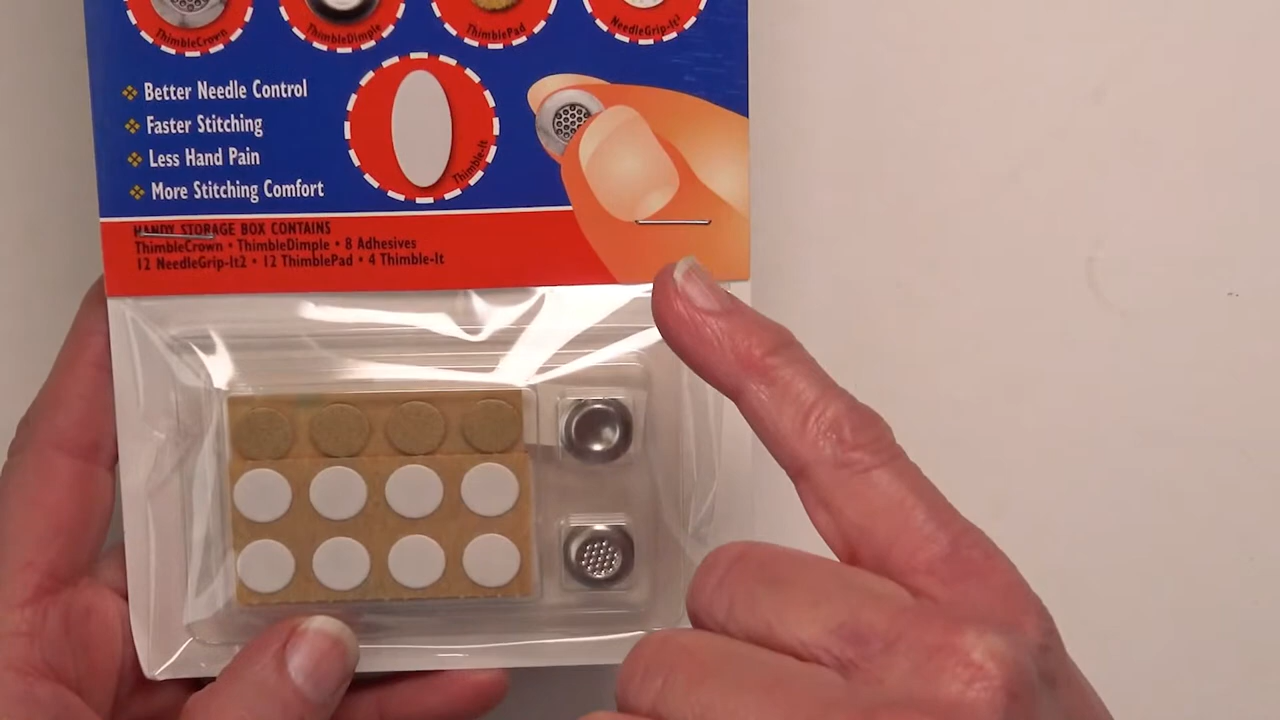 ThimbleCrown
ThimbleDimple
ThimblePad
NeedleGrip-It!
Better Needle Control
Faster Stitching
Less Hand Pain
More Stitching Comfort
Thimble-It
HANDY STORAGE BOX CONTAINS
ThimbleCrown • ThimbleDimple • 8 Adhesives
12 NeedleGrip-It2 • 12 ThimblePad • 4 Thimble-It